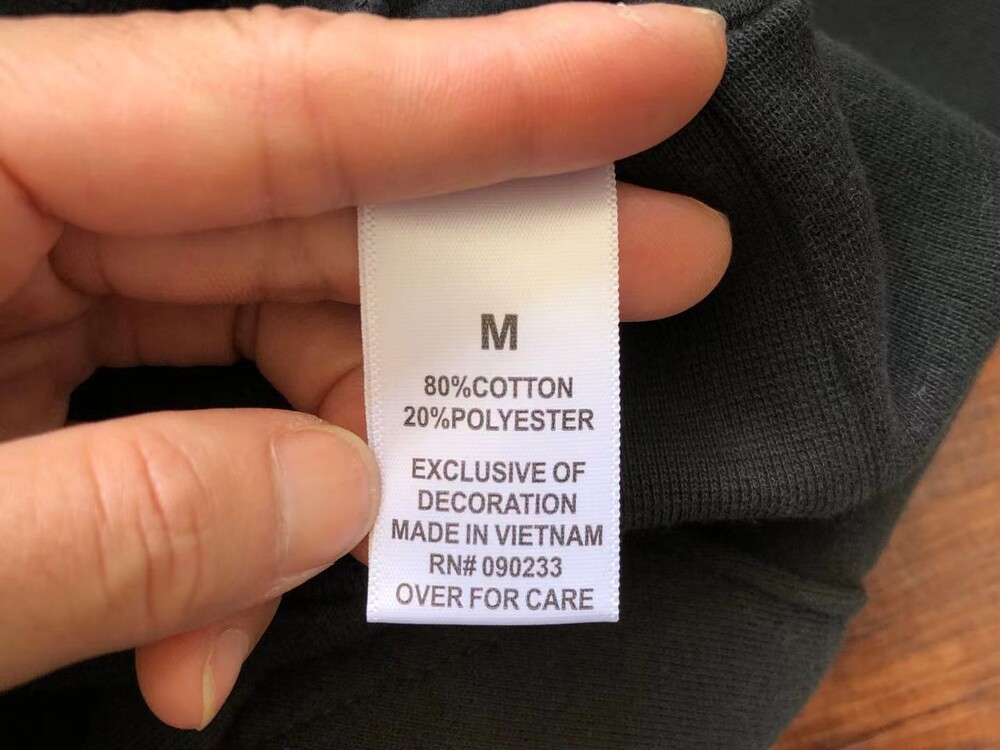 M
80%COTTON
20%POLYESTER
EXCLUSIVE OF
DECORATION
MADE IN VIETNAM
RN# 090233
OVER FOR CARE